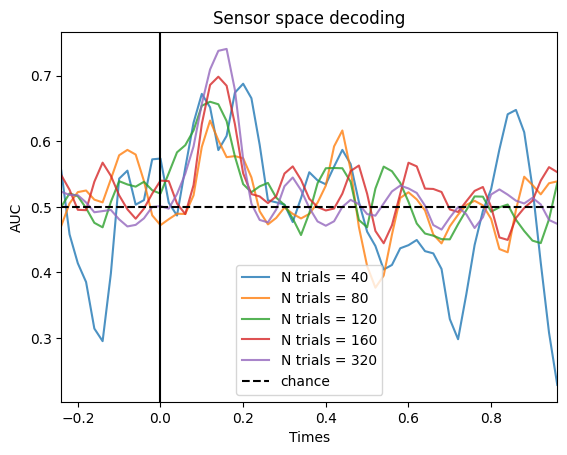 Sensor space decoding
AUC
0.7
0.6
0.5
0.4
0.3
N trials = 40
N trials = 80
N trials = 120
N trials = 160
N trials = 320
chance
−0.2
0.0
0.2
0.4
0.6
0.8
Times